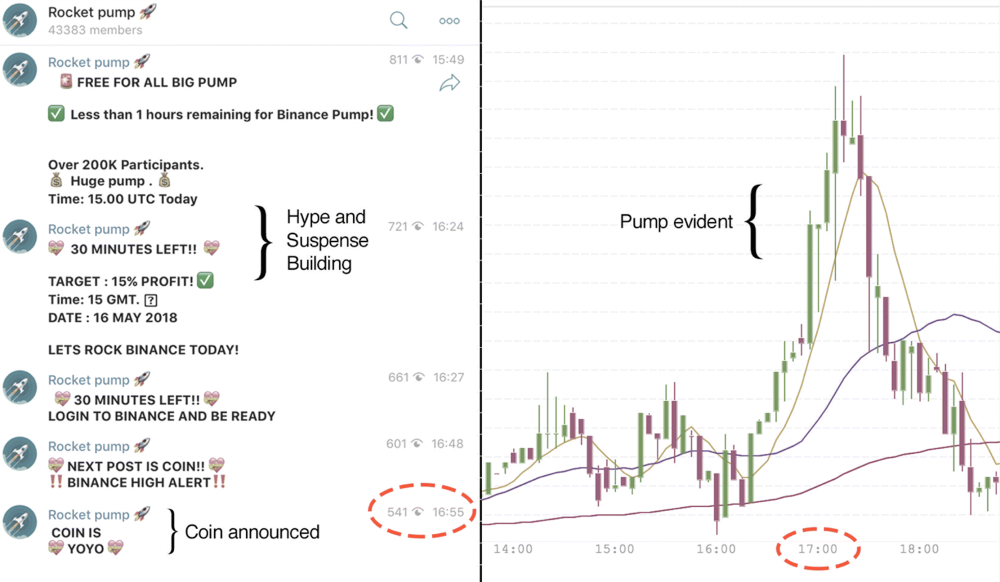 Rocket pump 🚀
43383 members
Rocket pump 🚀
811 15:49
🚨 FREE FOR ALL BIG PUMP
✅ Less than 1 hours remaining for Binance Pump! ✅
Over 200K Participants.
💰 Huge pump . 💰
Time: 15.00 UTC Today
Rocket pump 🚀
721 16:24
💝 30 MINUTES LEFT!! 💝
TARGET : 15% PROFIT! ✅
Time: 15 GMT. ?
DATE : 16 MAY 2018
LETS ROCK BINANCE TODAY!
Hype and
Suspense
Building
Rocket pump 🚀
661 16:27
💝 30 MINUTES LEFT!! 💝
LOGIN TO BINANCE AND BE READY
Rocket pump 🚀
601 16:48
💝 NEXT POST IS COIN!! 💝
‼️ BINANCE HIGH ALERT ‼️
Rocket pump 🚀
541 16:55
COIN IS
💝 YOYO 💝
Coin announced
Pump evident
14:00 15:00 16:00 17:00 18:00